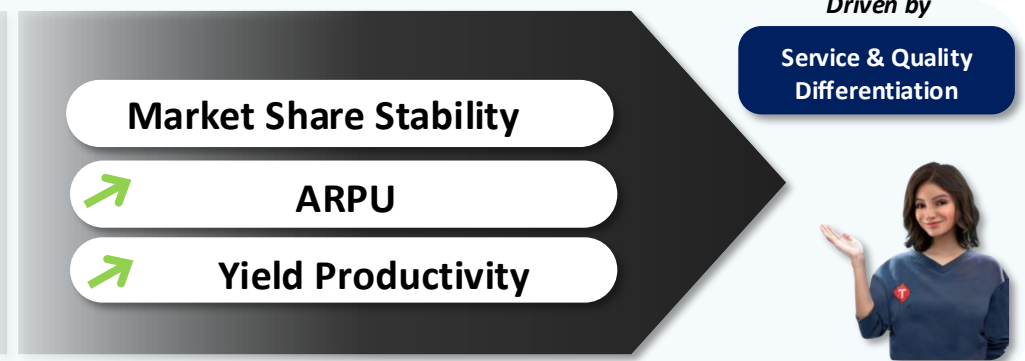 Driven by
Service & Quality
Differentiation
Market Share Stability
ARPU
Yield Productivity
T